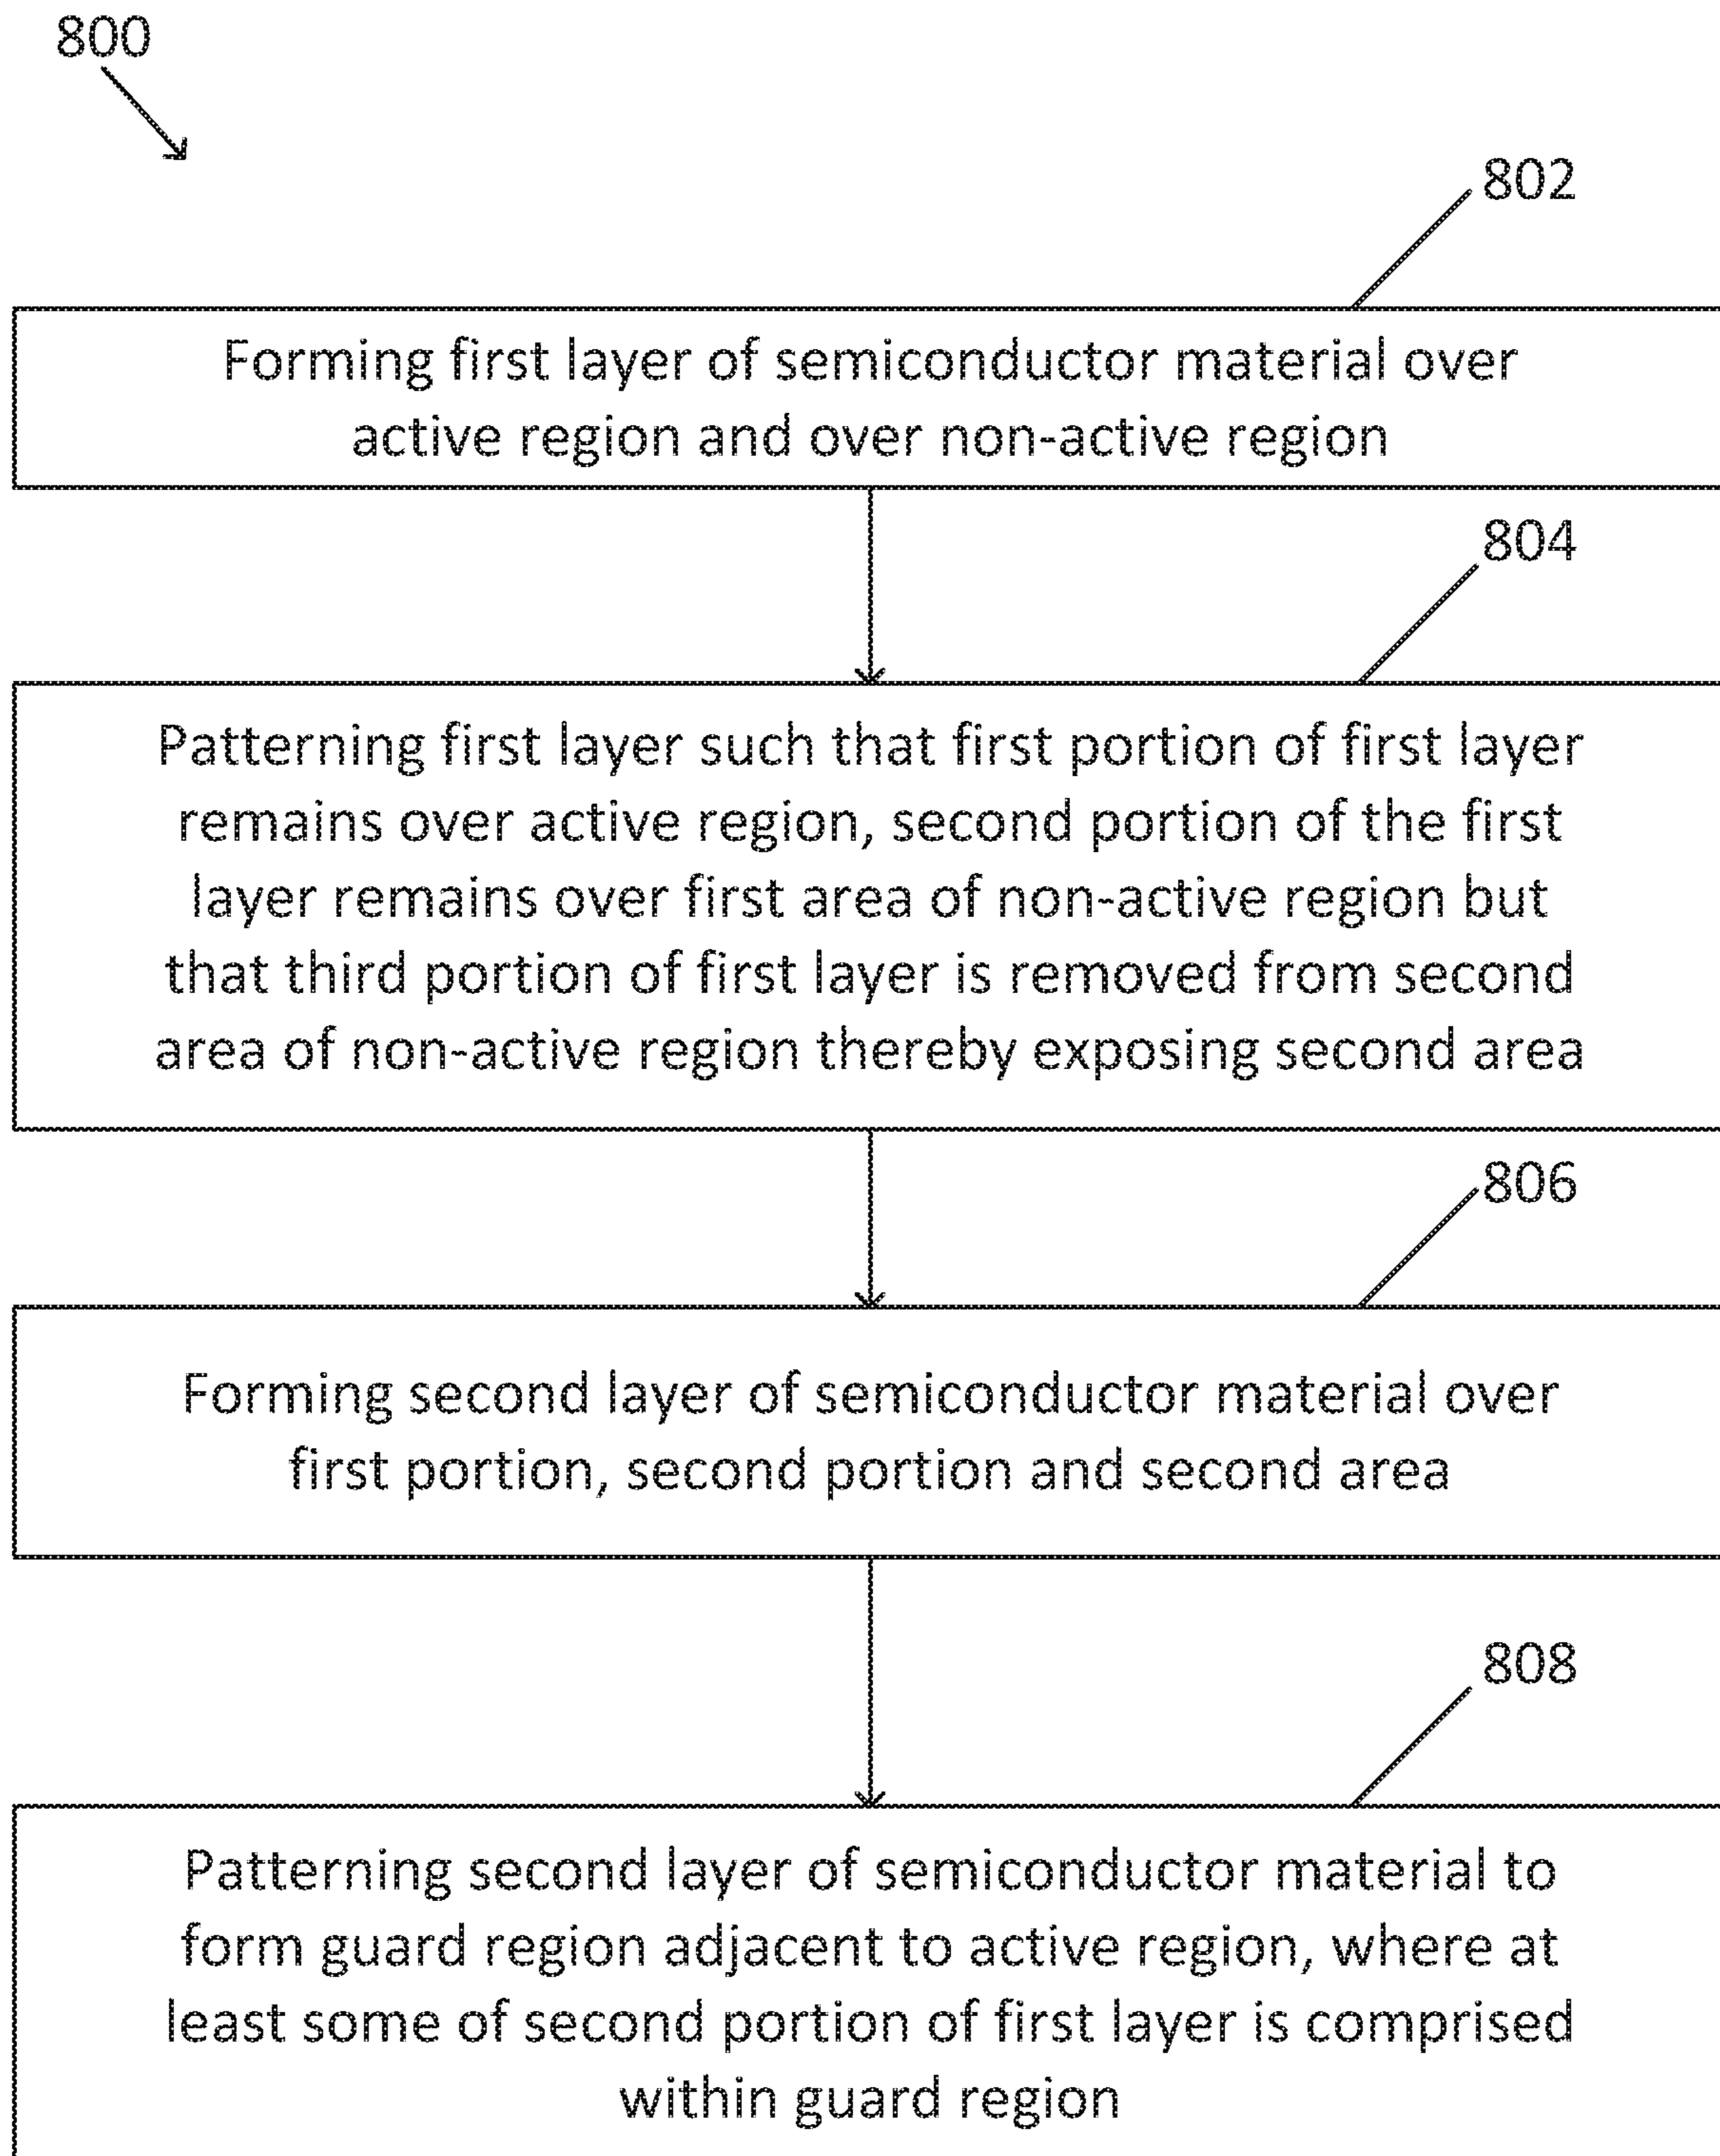 800
802
Forming first layer of semiconductor material over
active region and over non-active region
804
Patterning first layer such that first portion of first layer
remains over active region, second portion of the first
layer remains over first area of non-active region but
that third portion of first layer is removed from second
area of non-active region thereby exposing second area
806
Forming second layer of semiconductor material over
first portion, second portion and second area
808
Patterning second layer of semiconductor material to
form guard region adjacent to active region, where at
least some of second portion of first layer is comprised
within guard region